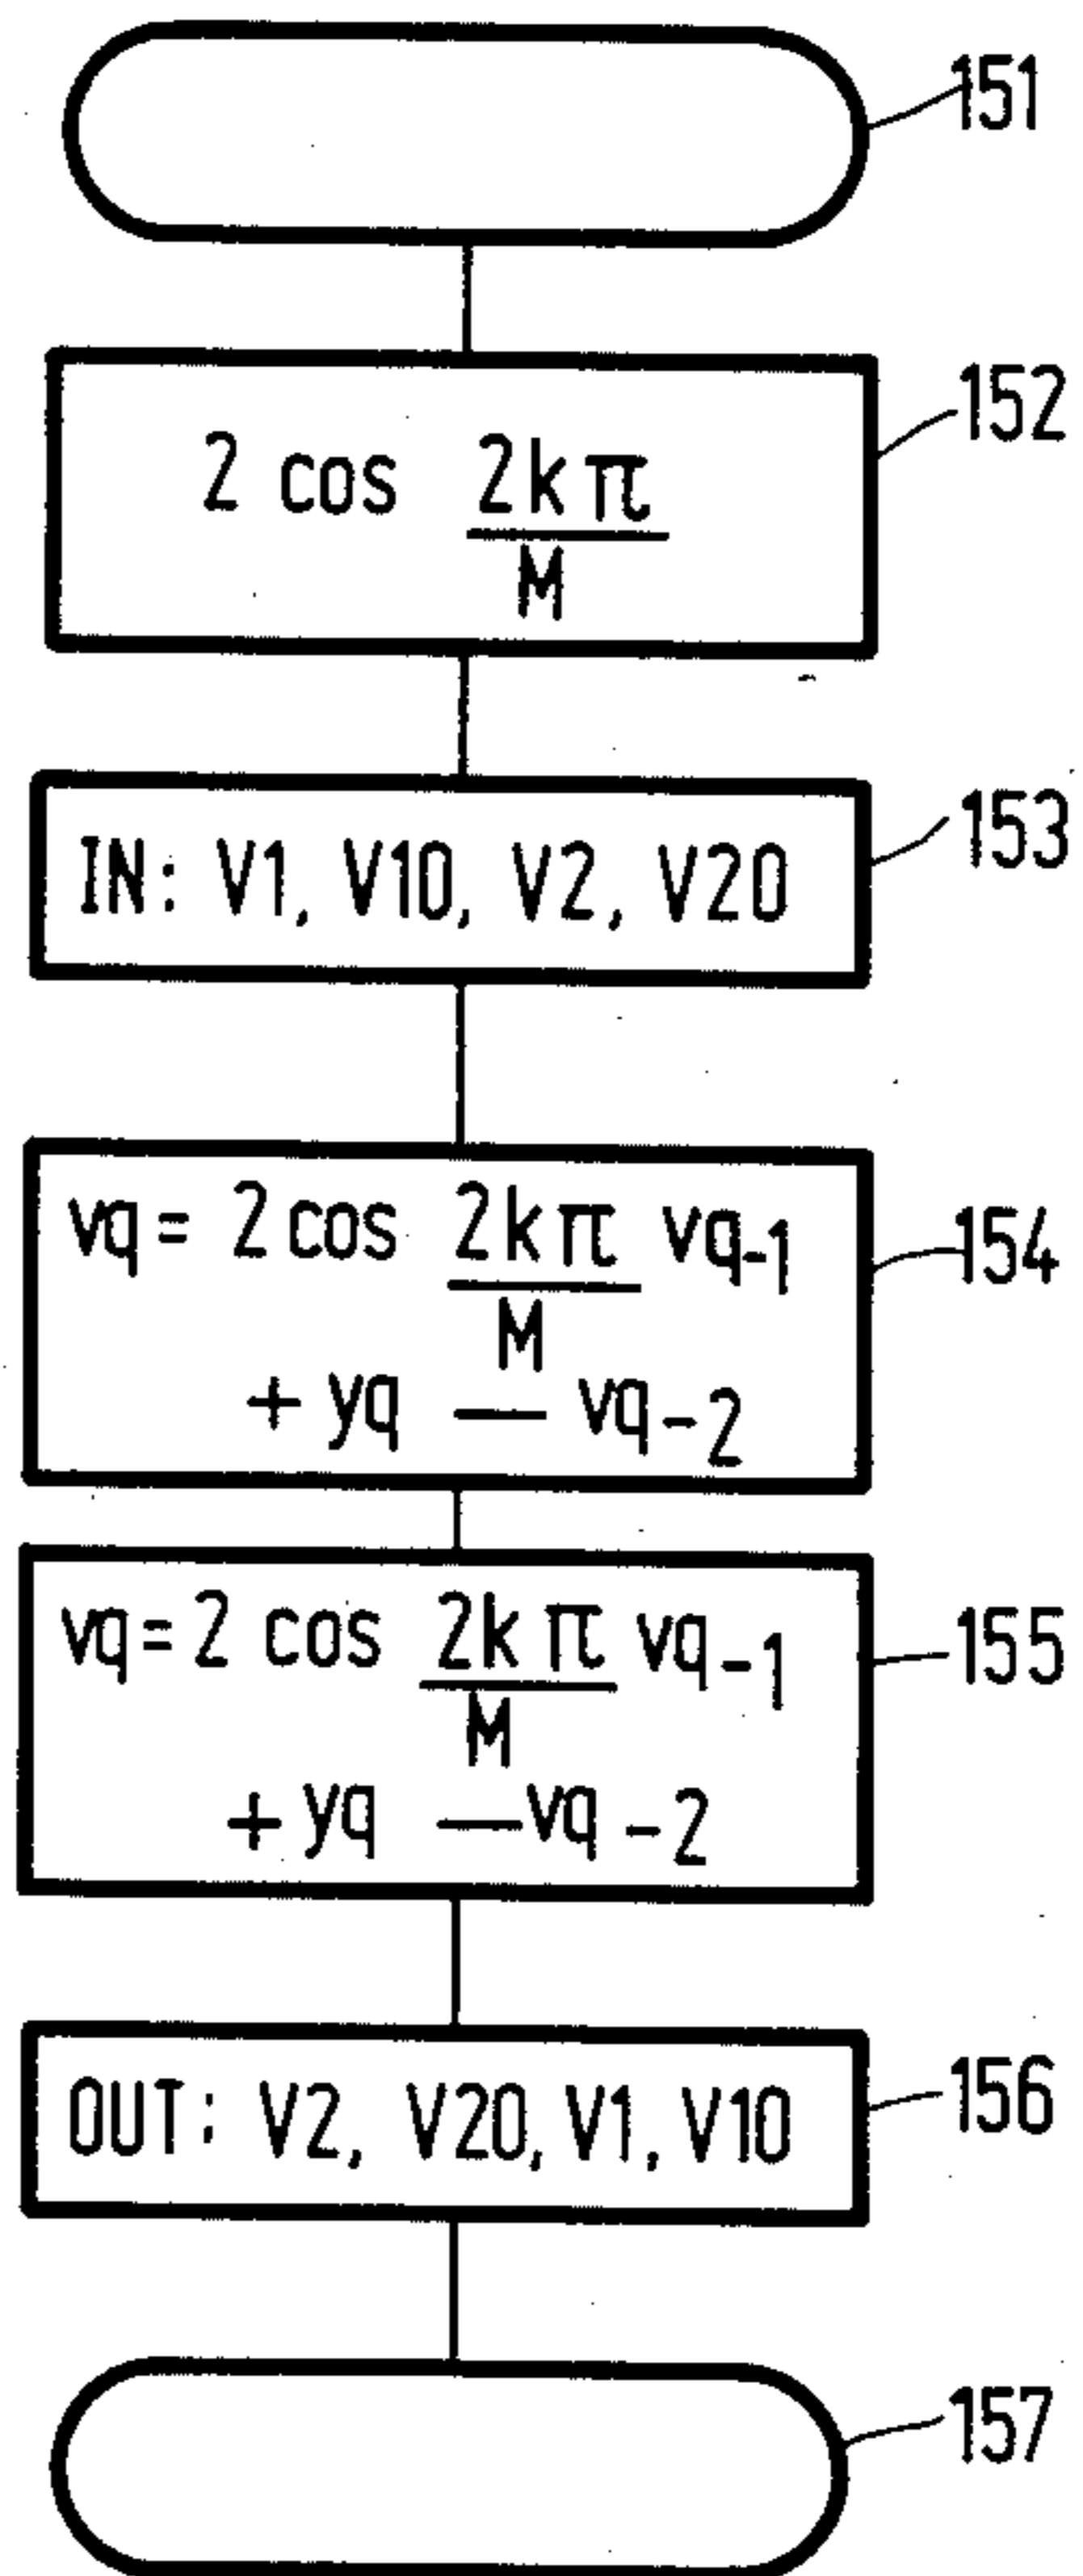 151
152
2 cos 2kπ
M
153
IN: V1, V10, V2, V20
154
vq = 2 cos 2kπ vq-1
M
+ yq — vq-2
155
vq = 2 cos 2kπ vq-1
M
+ yq — vq-2
156
OUT: V2, V20, V1, V10
157